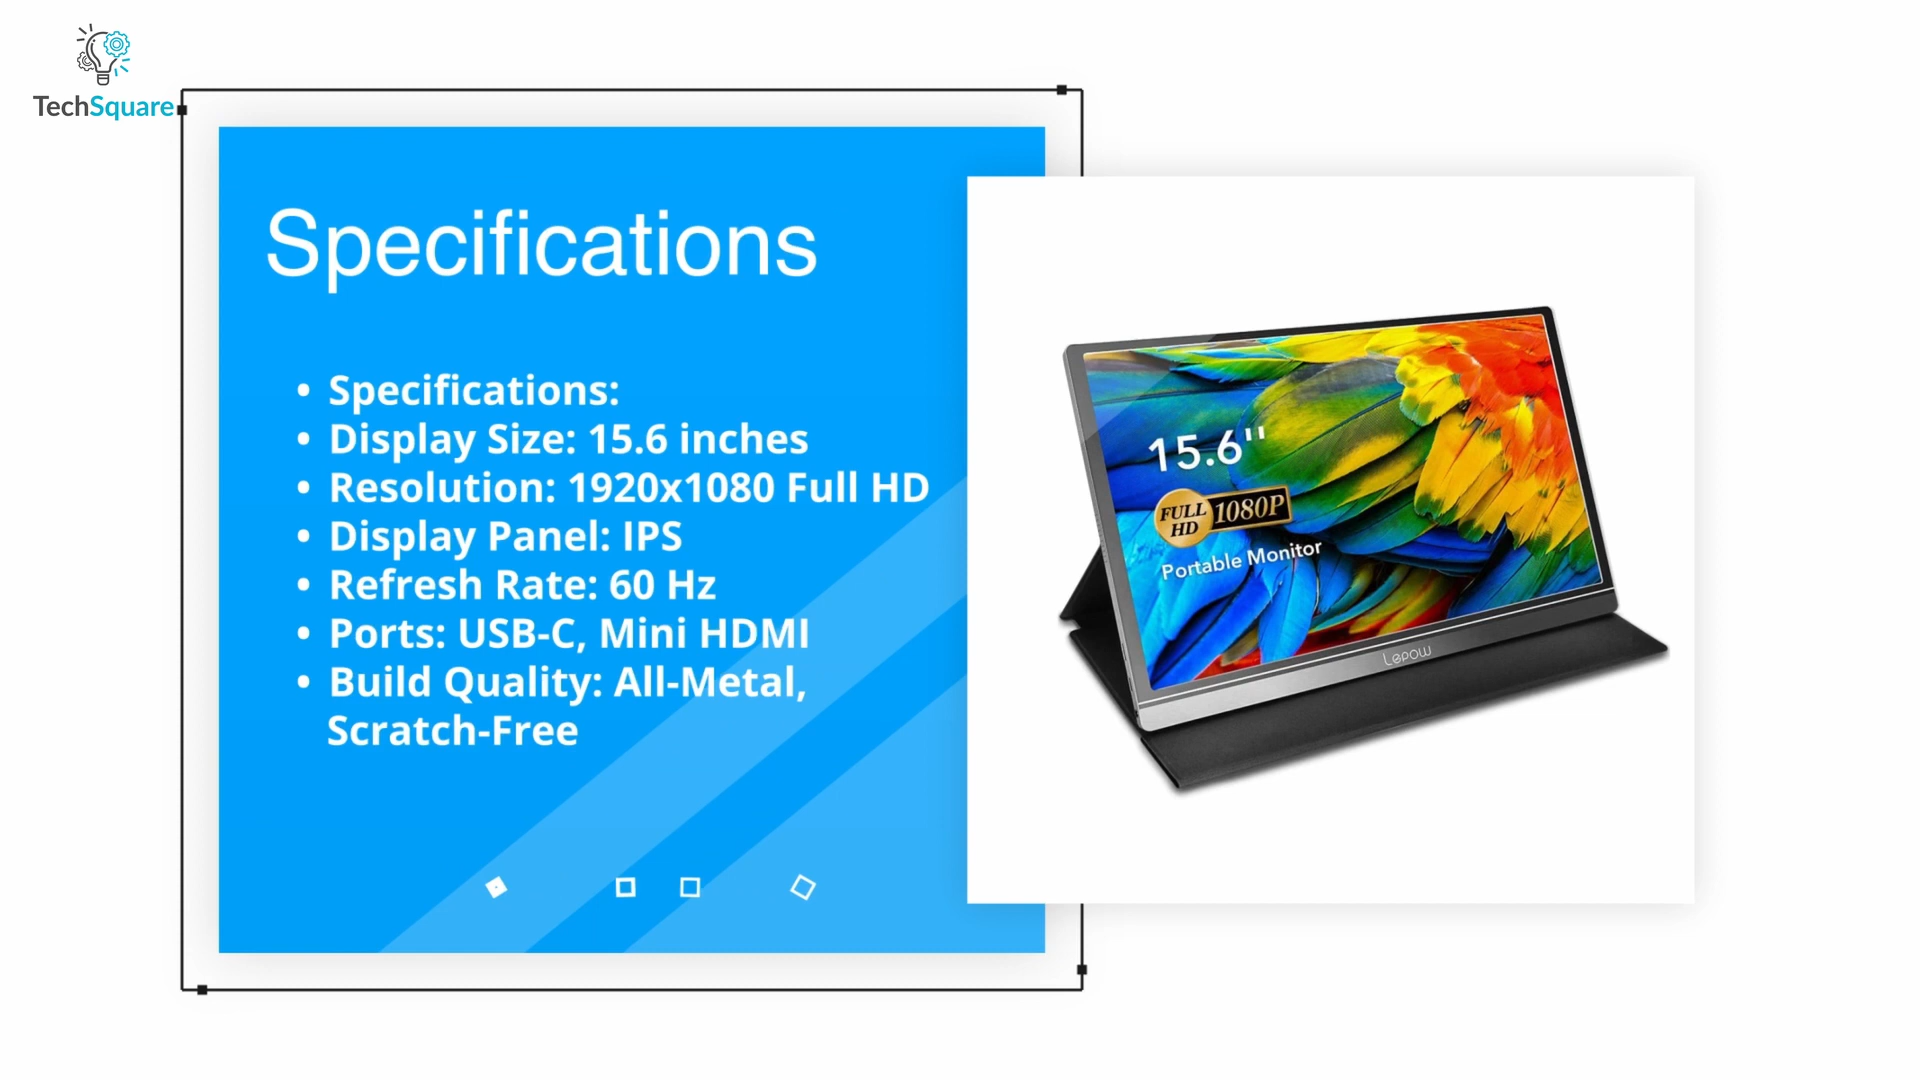 TechSquare
Specifications
• Specifications:
• Display Size: 15.6 inches
• Resolution: 1920x1080 Full HD
• Display Panel: IPS
• Refresh Rate: 60 Hz
• Ports: USB-C, Mini HDMI
• Build Quality: All-Metal,
Scratch-Free
15.6"
FULL HD 1080P
Portable Monitor
Lepow